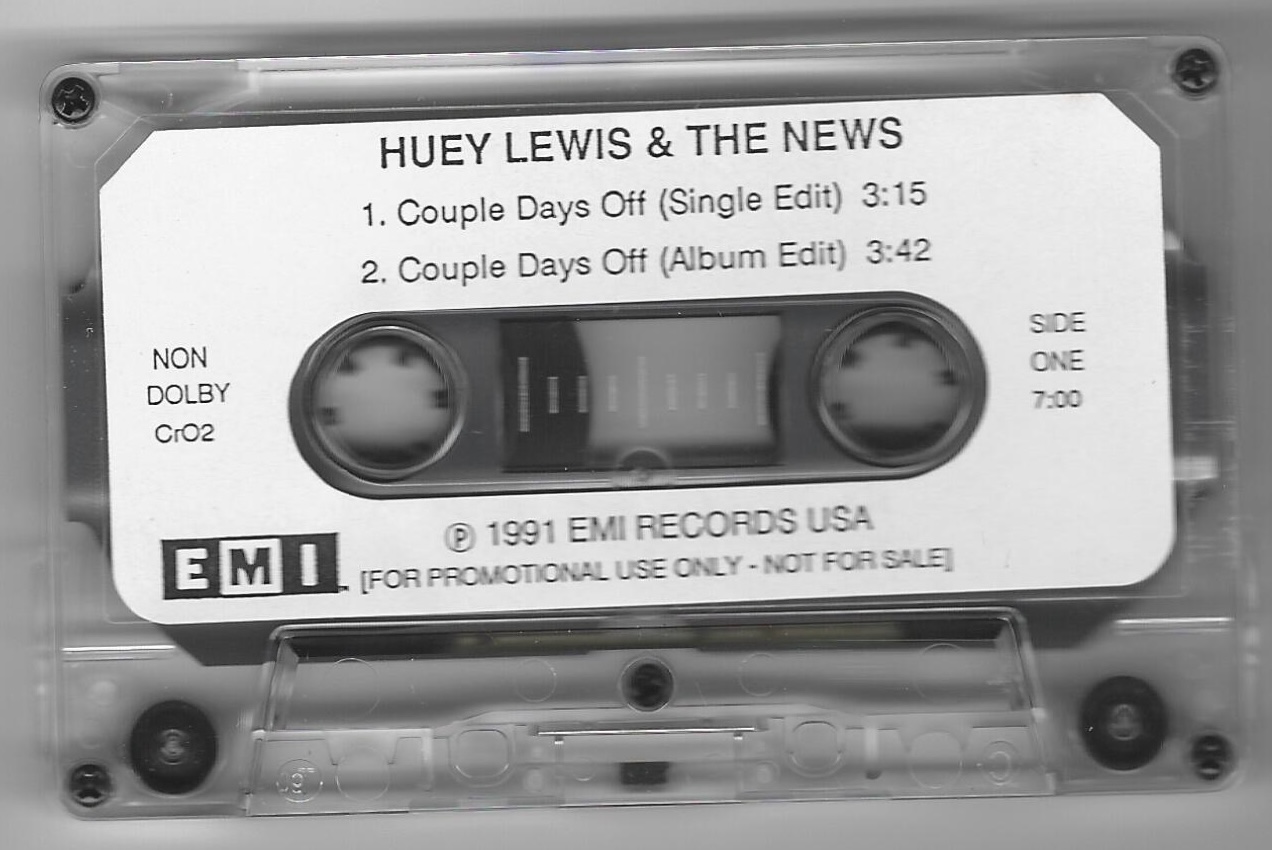 HUEY LEWIS & THE NEWS
1. Couple Days Off (Single Edit) 3:15
2. Couple Days Off (Album Edit) 3:42
NON
DOLBY
CrO2
SIDE
ONE
7:00
℗ 1991 EMI RECORDS USA
EMI
[FOR PROMOTIONAL USE ONLY - NOT FOR SALE]